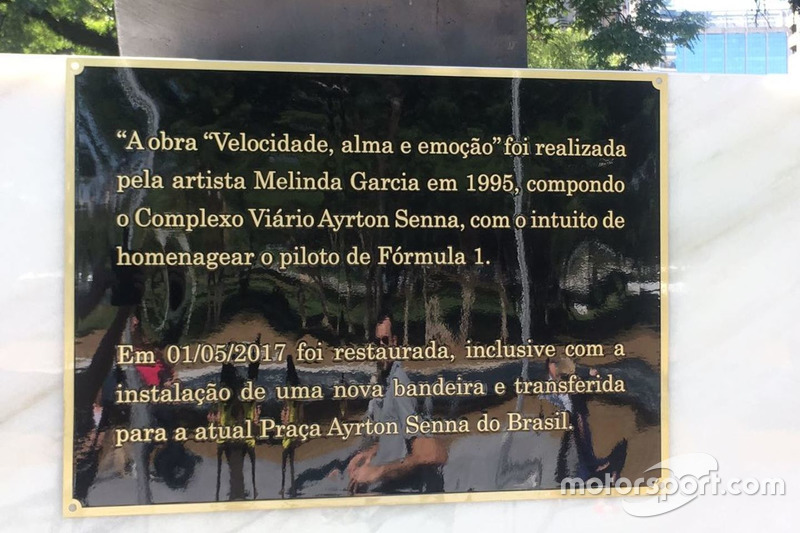 “A obra “Velocidade, alma e emoção” foi realizada
pela artista Melinda Garcia em 1995, compondo
o Complexo Viário Ayrton Senna, com o intuito de
homenagear o piloto de Fórmula 1.
Em 01/05/2017 foi restaurada, inclusive com a
instalação de uma nova bandeira e transferida
para a atual Praça Ayrton Senna do Brasil.
motorsport.com